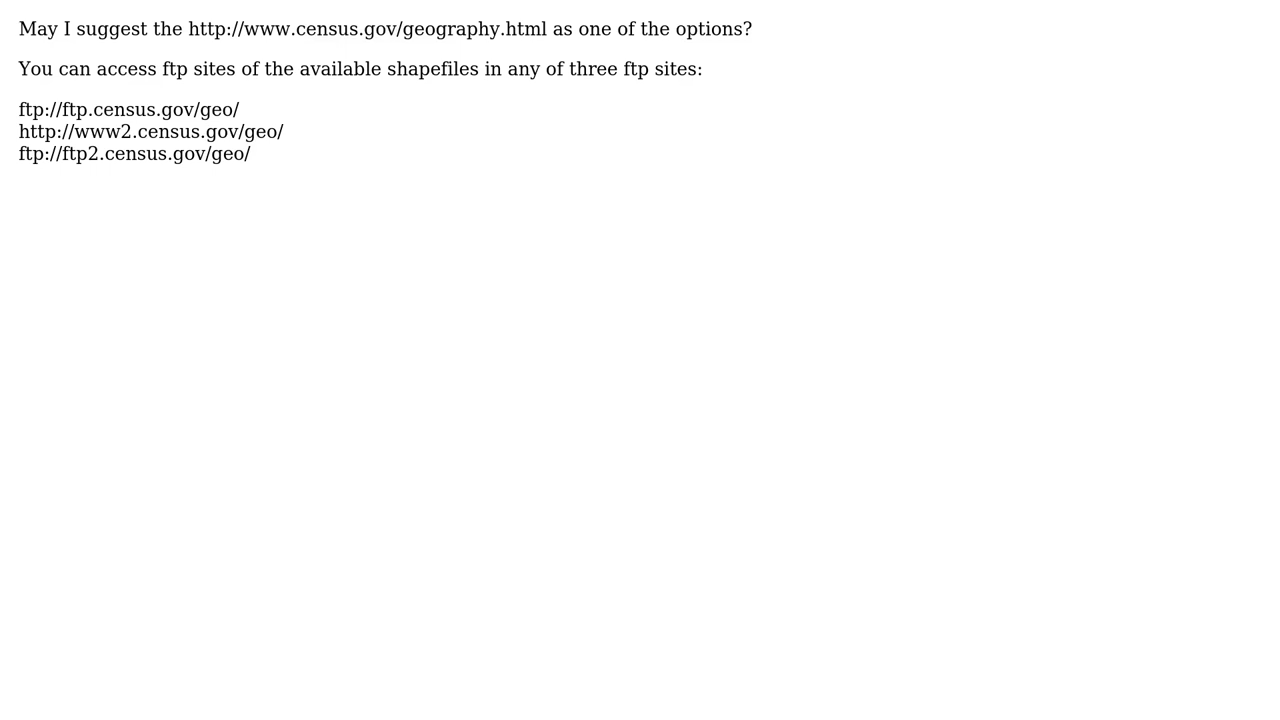 May I suggest the http://www.census.gov/geography.html as one of the options?
You can access ftp sites of the available shapefiles in any of three ftp sites:
ftp://ftp.census.gov/geo/
http://www2.census.gov/geo/
ftp://ftp2.census.gov/geo/